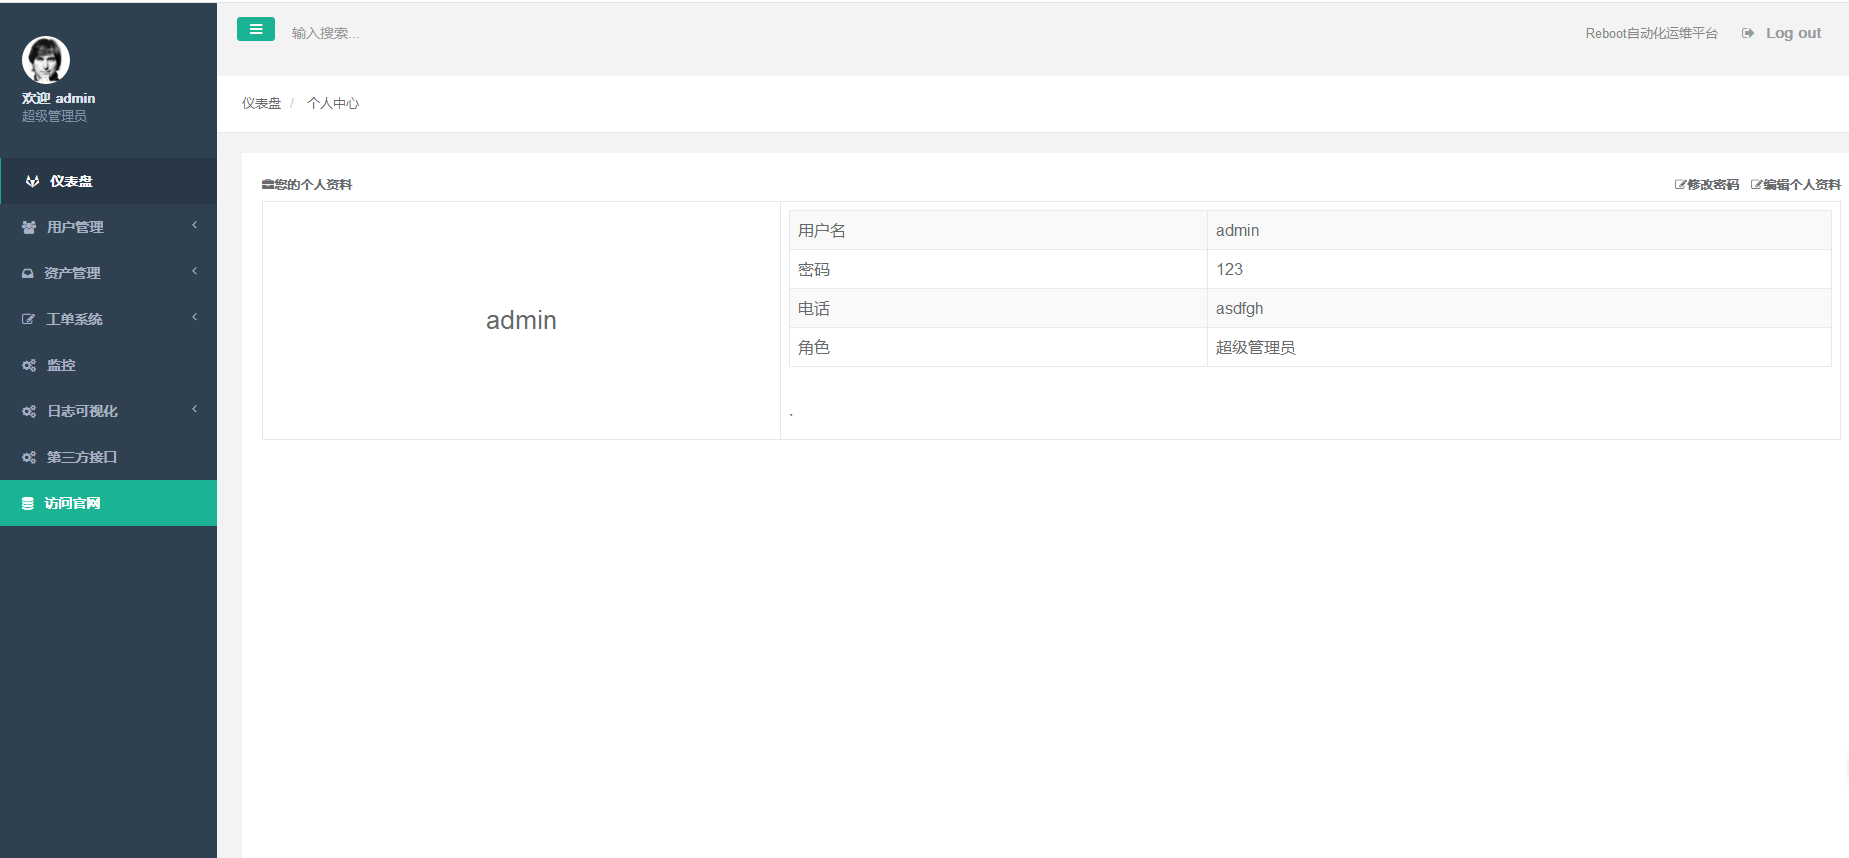 输入搜索...
Reboot自动化运维平台 Log out
欢迎 admin
超级管理员
仪表盘
用户管理
资产管理
工单系统
监控
日志可视化
第三方接口
访问官网
仪表盘 / 个人中心
您的个人资料
修改密码 编辑个人资料
admin
用户名 admin
密码 123
电话 asdfgh
角色 超级管理员
`